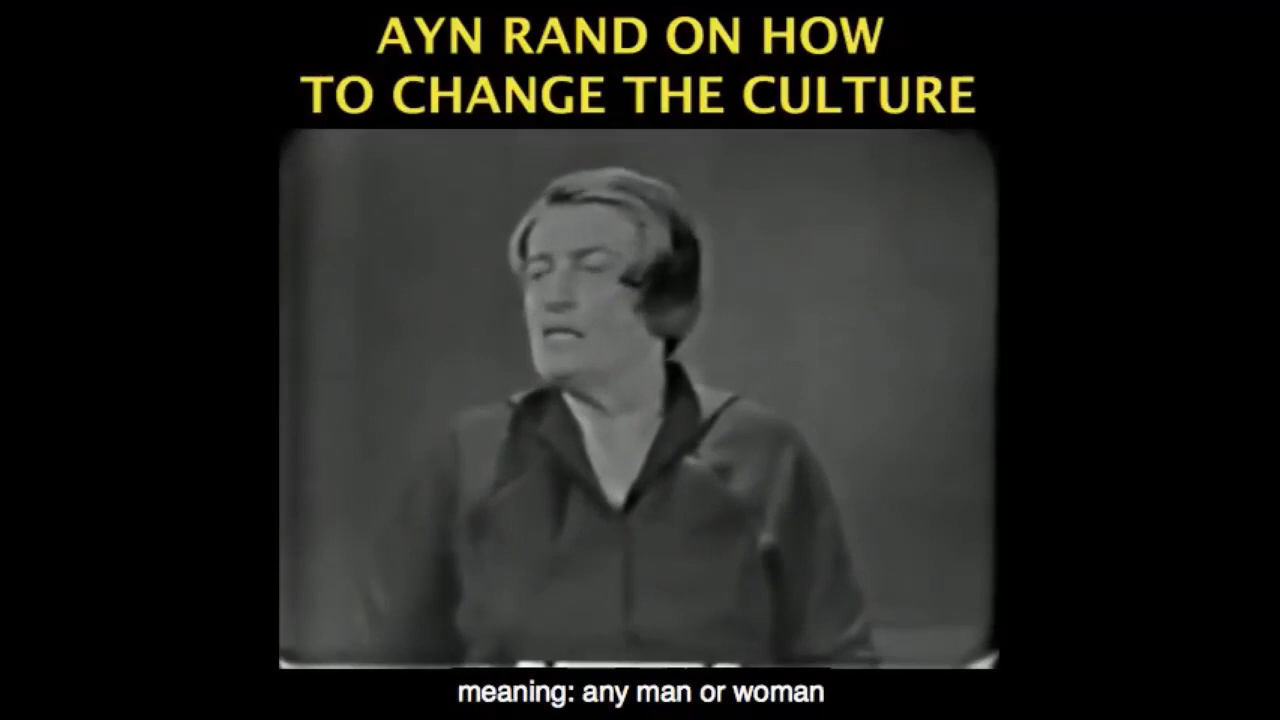 AYN RAND ON HOW
TO CHANGE THE CULTURE
meaning: any man or woman